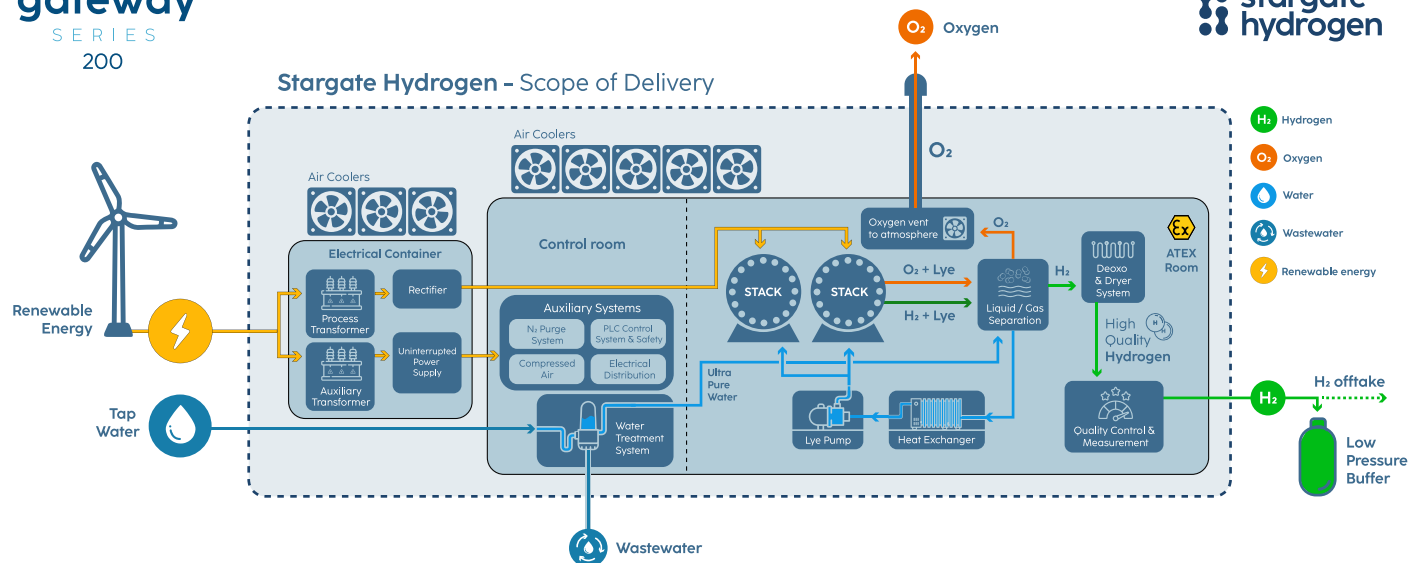 gateway
SERIES
200
stargate
hydrogen
Stargate Hydrogen - Scope of Delivery
O₂ Oxygen
O₂
H₂ Hydrogen
O₂ Oxygen
Water
Wastewater
Renewable energy
Air Coolers
Air Coolers
Renewable
Energy
Electrical Container
Process
Transformer
Rectifier
Auxiliary
Transformer
Uninterrupted
Power
Supply
Control room
Auxiliary Systems
N₂ Purge
System
PLC Control
System & Safety
Compressed
Air
Electrical
Distribution
Tap
Water
Water
Treatment
System
Wastewater
Ultra
Pure
Water
STACK
STACK
Oxygen vent
to atmosphere
O₂
O₂ + Lye
H₂ + Lye
Liquid / Gas
Separation
H₂
Deoxo
& Dryer
System
Ex
ATEX
Room
High
Quality
Hydrogen
H
H
Lye Pump
Heat Exchanger
Quality Control &
Measurement
H₂
H₂ offtake
Low
Pressure
Buffer